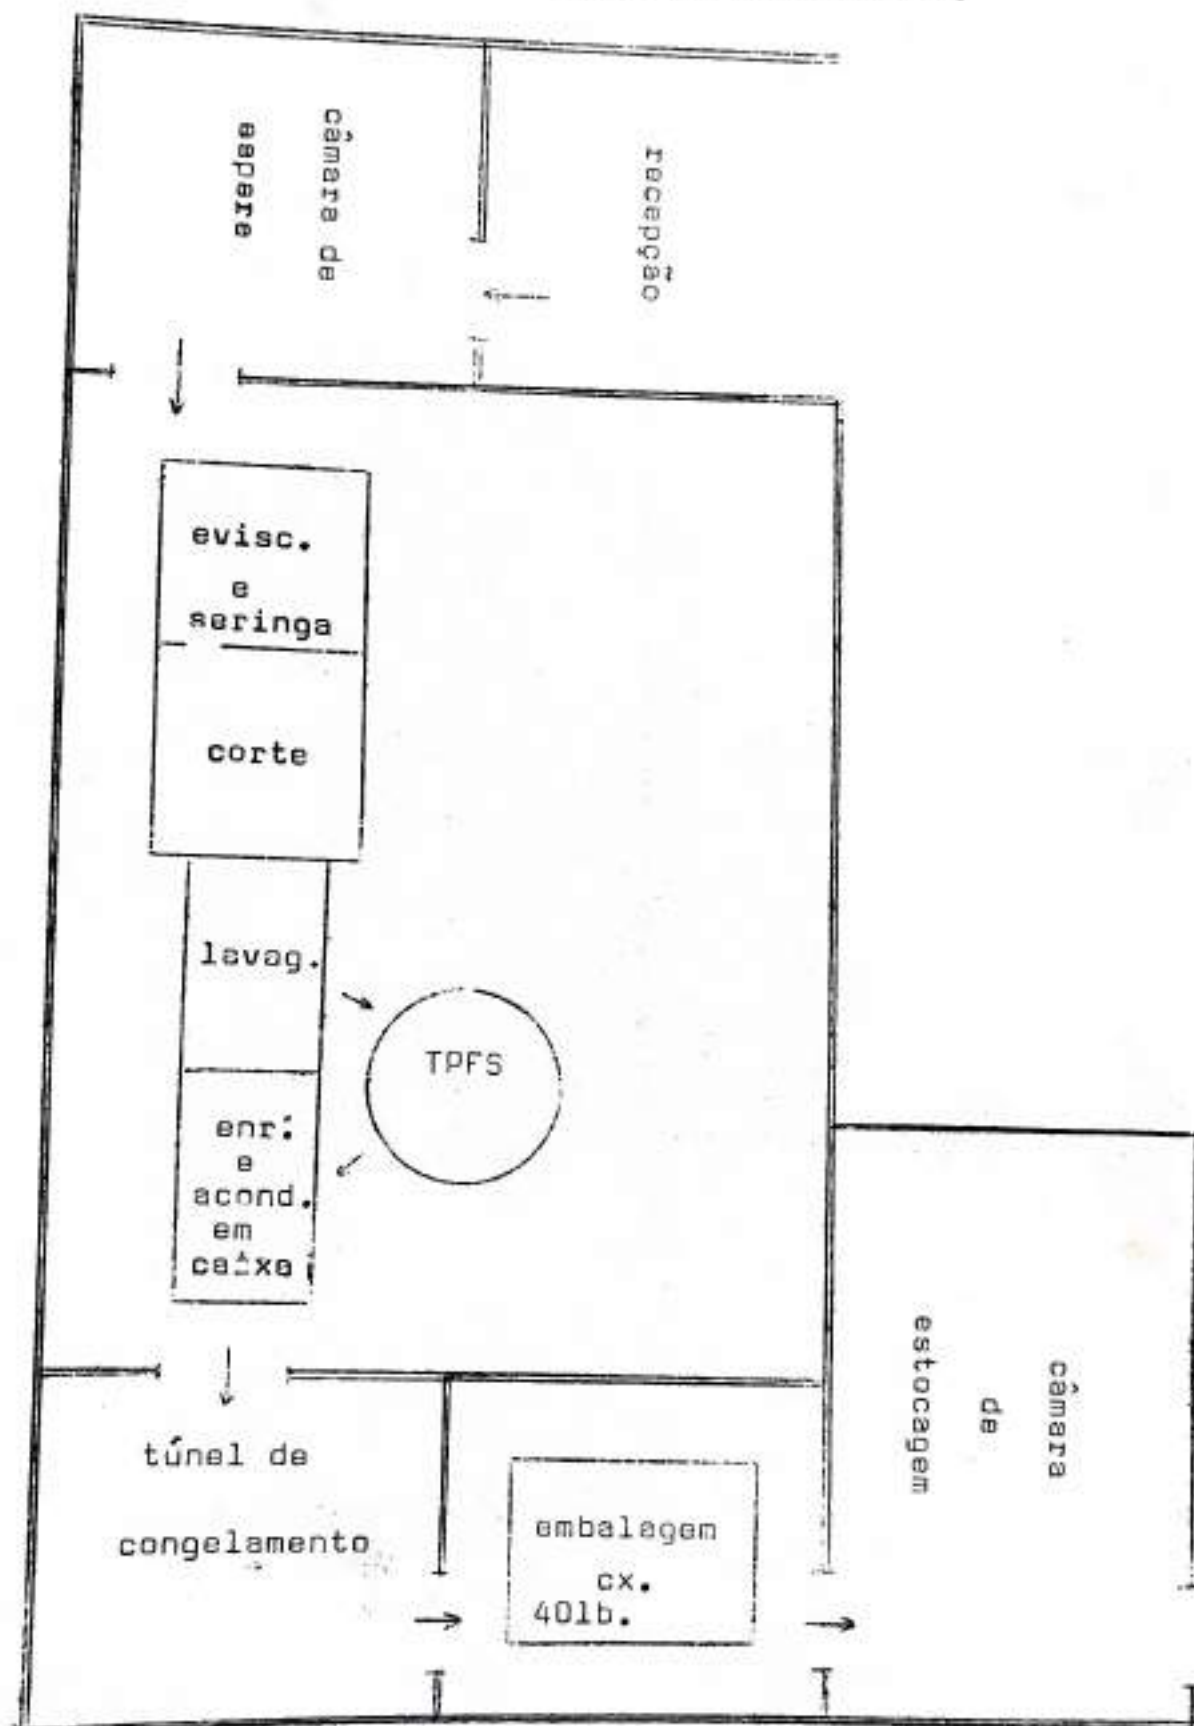 câmara de
espera
recepção
evisc.
e
seringa
corte
lavag.
TPFS
enr.
e
acond.
em
caixa
túnel de
congelamento
embalagem
cx.
40lb.
câmara
de
estocagem